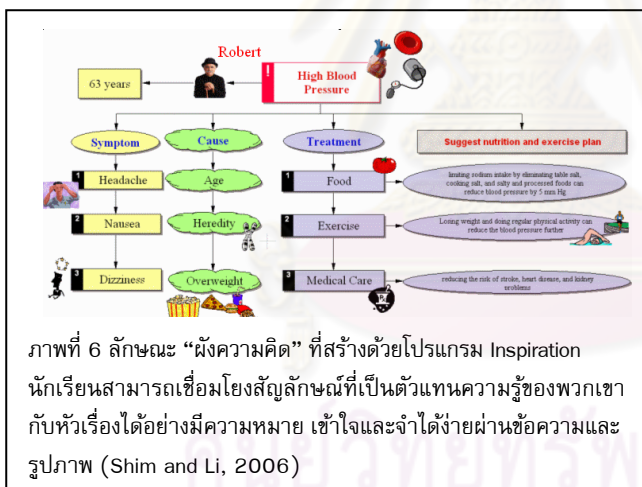 Robert
63 years
High Blood
Pressure
Symptom
Cause
Treatment
Suggest nutrition and exercise plan
1 Headache
Age
1 Food
limiting sodium intake by eliminating table salt,
cooking salt, and salty and processed foods can
reduce blood pressure by 5 mm Hg
2 Nausea
Heredity
2 Exercise
Losing weight and doing regular physical activity can
reduce the blood pressure further
3 Dizziness
Overweight
3 Medical Care
reducing the risk of stroke, heart disease, and kidney
problems
ภาพที่ 6 ลักษณะ “ผังความคิด” ที่สร้างด้วยโปรแกรม Inspiration
นักเรียนสามารถเชื่อมโยงสัญลักษณ์ที่เป็นตัวแทนความรู้ของพวกเขา
กับหัวเรื่องได้อย่างมีความหมาย เข้าใจและจำได้ง่ายผ่านข้อความและ
รูปภาพ (Shim and Li, 2006)